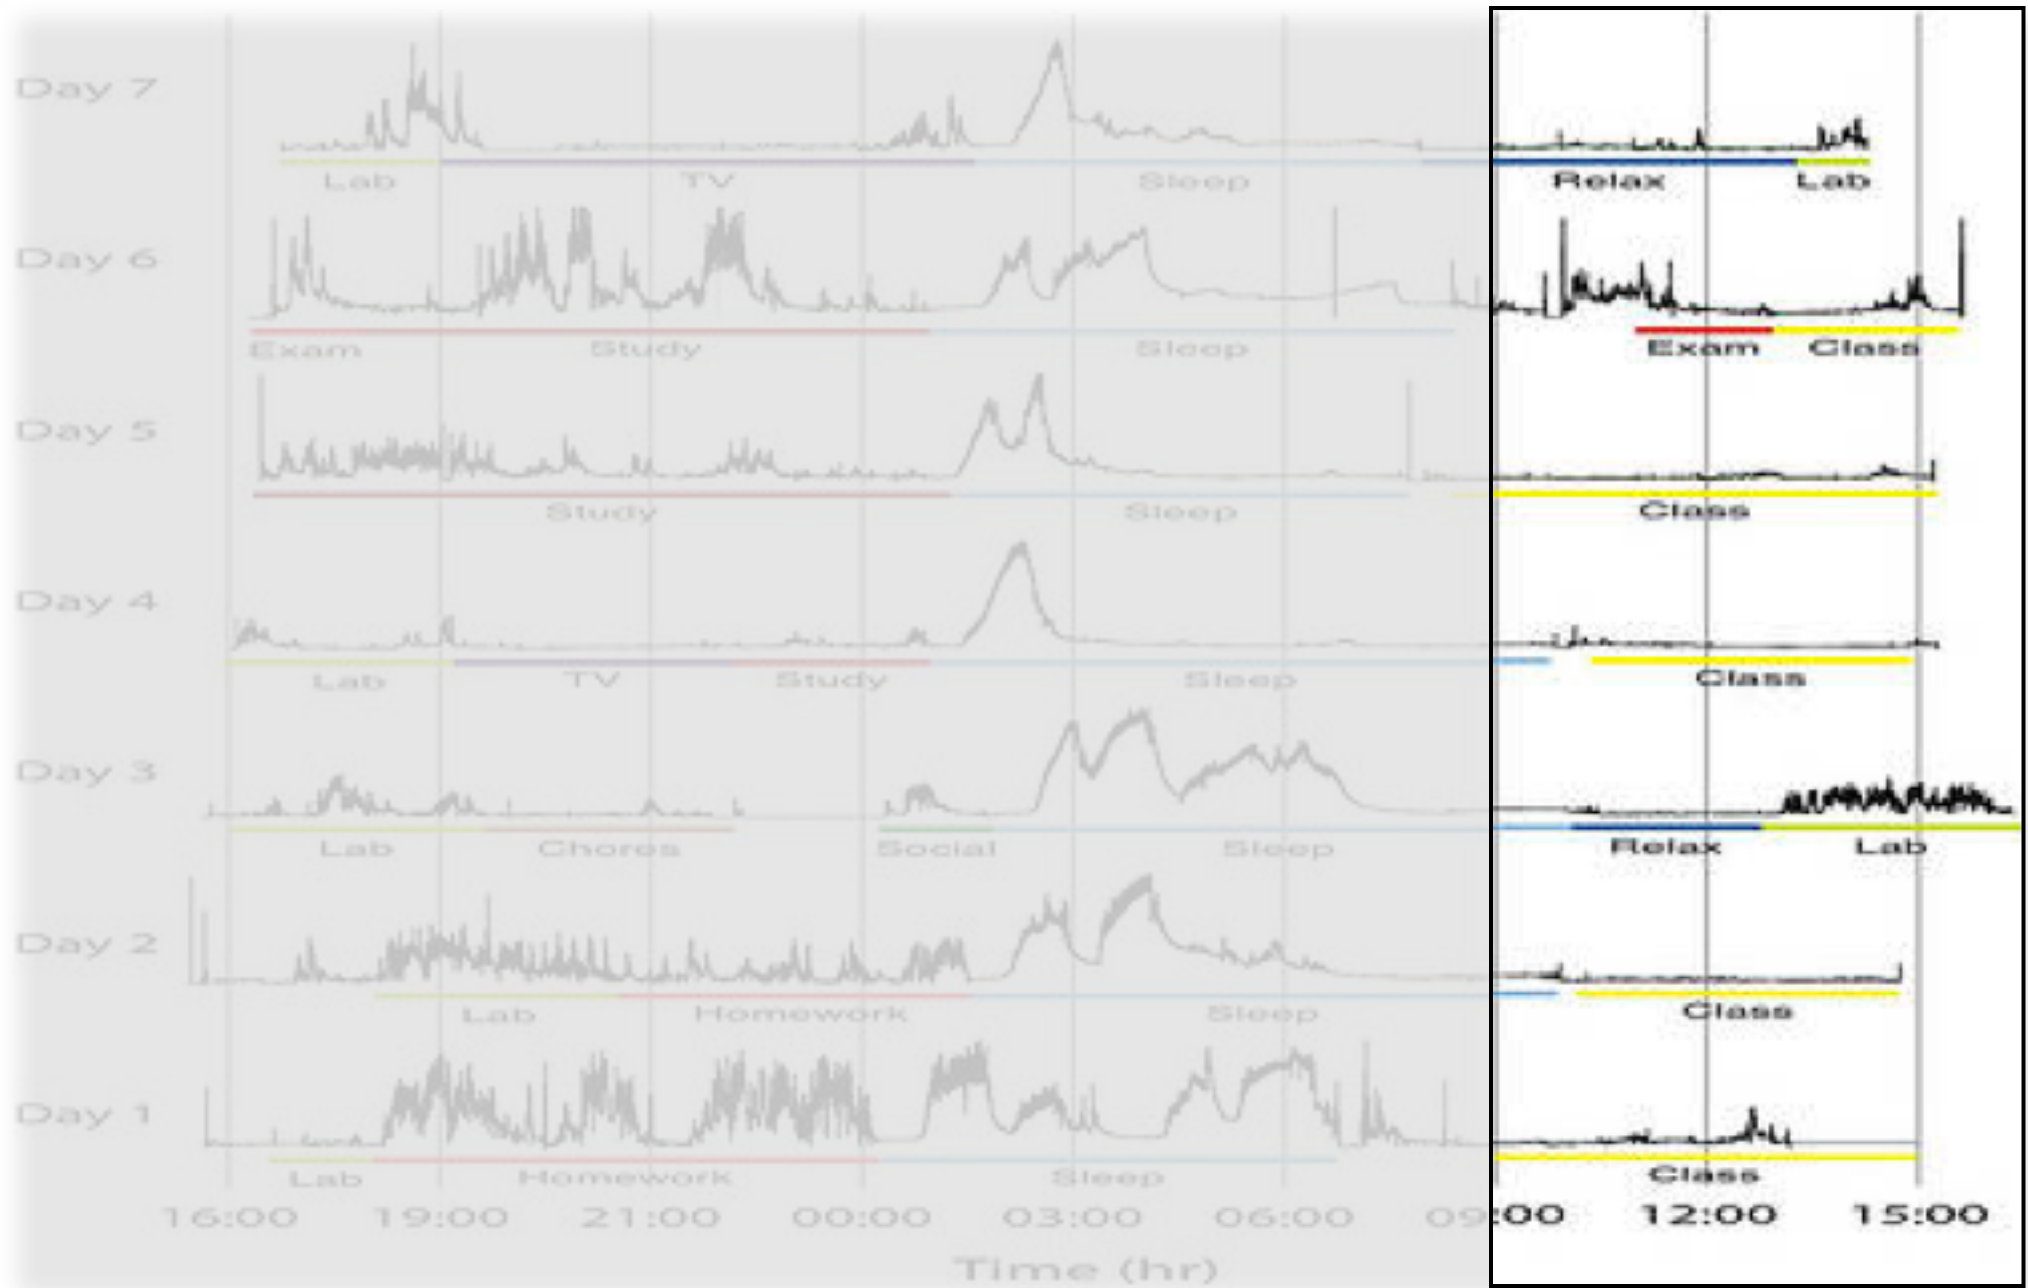 Day 7
Lab TV Sleep Relax Lab
Day 6
Exam Study Sleep Exam Class
Day 5
Study Sleep Class
Day 4
Lab TV Study Sleep Class
Day 3
Lab Chores Social Sleep Relax Lab
Day 2
Lab Homework Sleep Class
Day 1
Lab Homework Sleep Class
16:00 19:00 21:00 00:00 03:00 06:00 09:00 12:00 15:00
Time (hr)